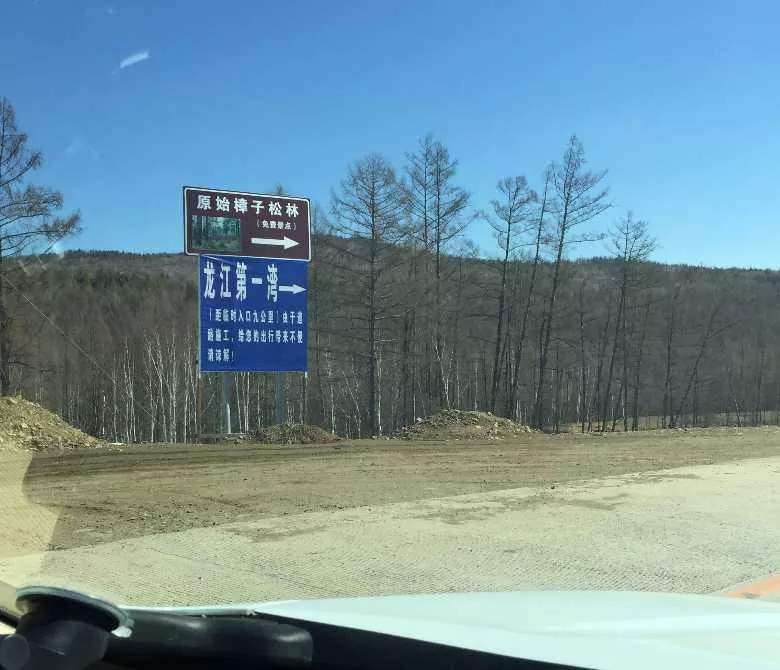 原始樟子松林
（免费景点）
龙江第一湾
（距临时入口九公里）由于道
路施工，给您的出行带来不便
请谅解！